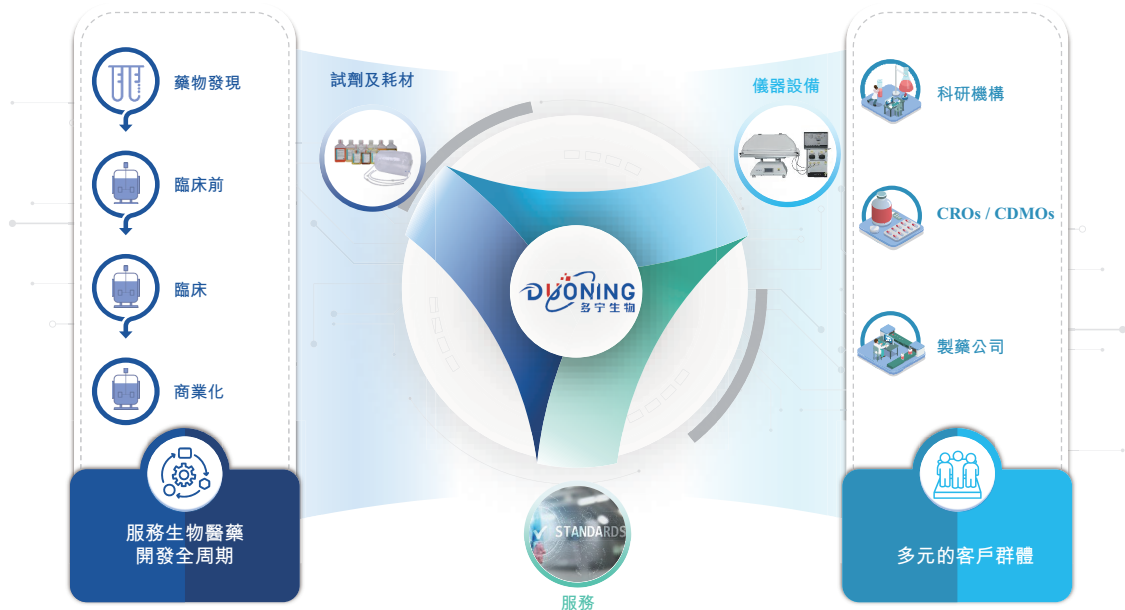 藥物發現
臨床前
臨床
商業化
服務生物醫藥
開發全周期
試劑及耗材
儀器設備
DUONING
多宁生物
STANDARDS
服務
科研機構
CROs / CDMOs
製藥公司
多元的客戶群體